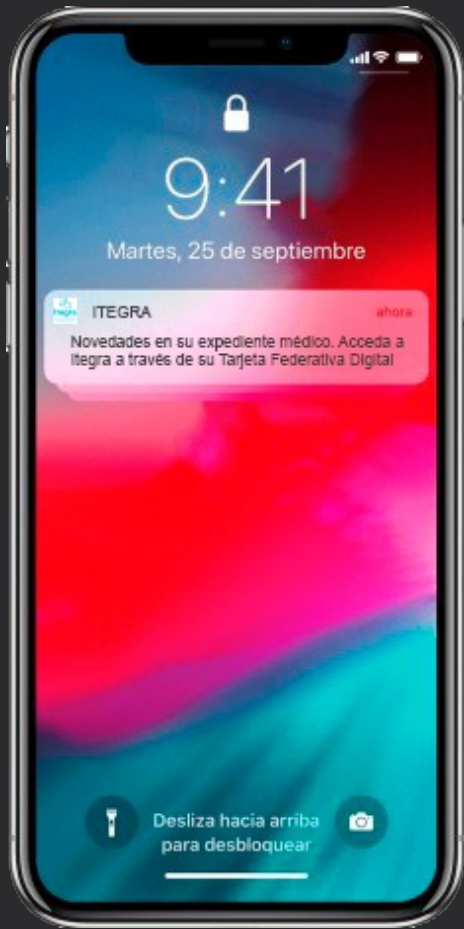 9:41
Martes, 25 de septiembre
ITEGRA ahora
Novedades en su expediente médico. Acceda a
Itegra a través de su Tarjeta Federativa Digital
Desliza hacia arriba
para desbloquear